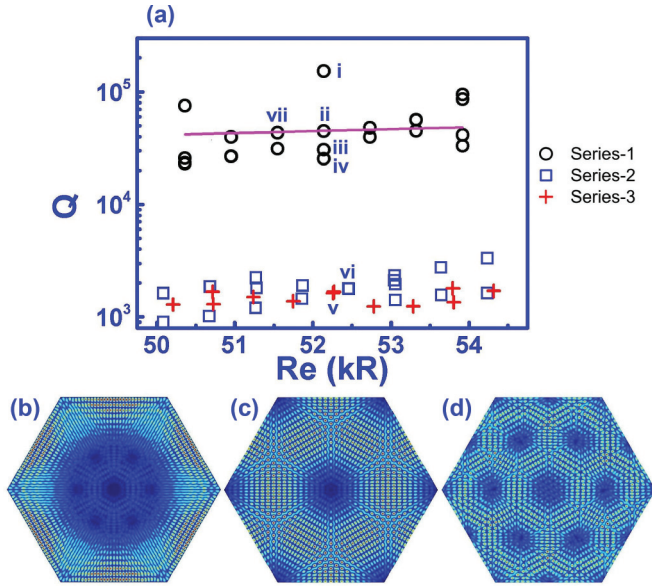 (a)
10⁵
10⁴
10³
Q
i
vii
ii
iii
iv
vi
v
Series-1
Series-2
Series-3
50
51
52
53
54
Re (kR)
(b)
(c)
(d)